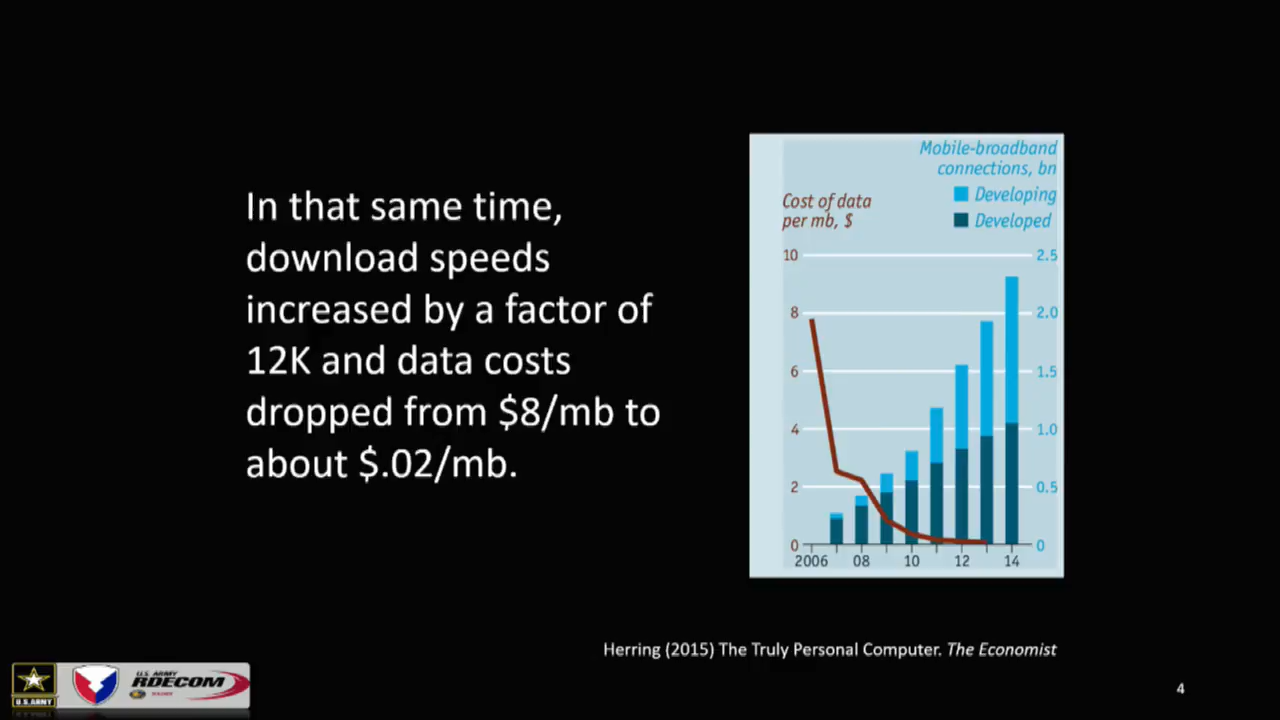 In that same time,
download speeds
increased by a factor of
12K and data costs
dropped from $8/mb to
about $.02/mb.
Mobile-broadband
connections, bn
Developing
Developed
Cost of data
per mb, $
10
8
6
4
2
0
2.5
2.0
1.5
1.0
0.5
0
2006 08 10 12 14
Herring (2015) The Truly Personal Computer. The Economist
U.S.ARMY
U.S. ARMY
RDECOM
4